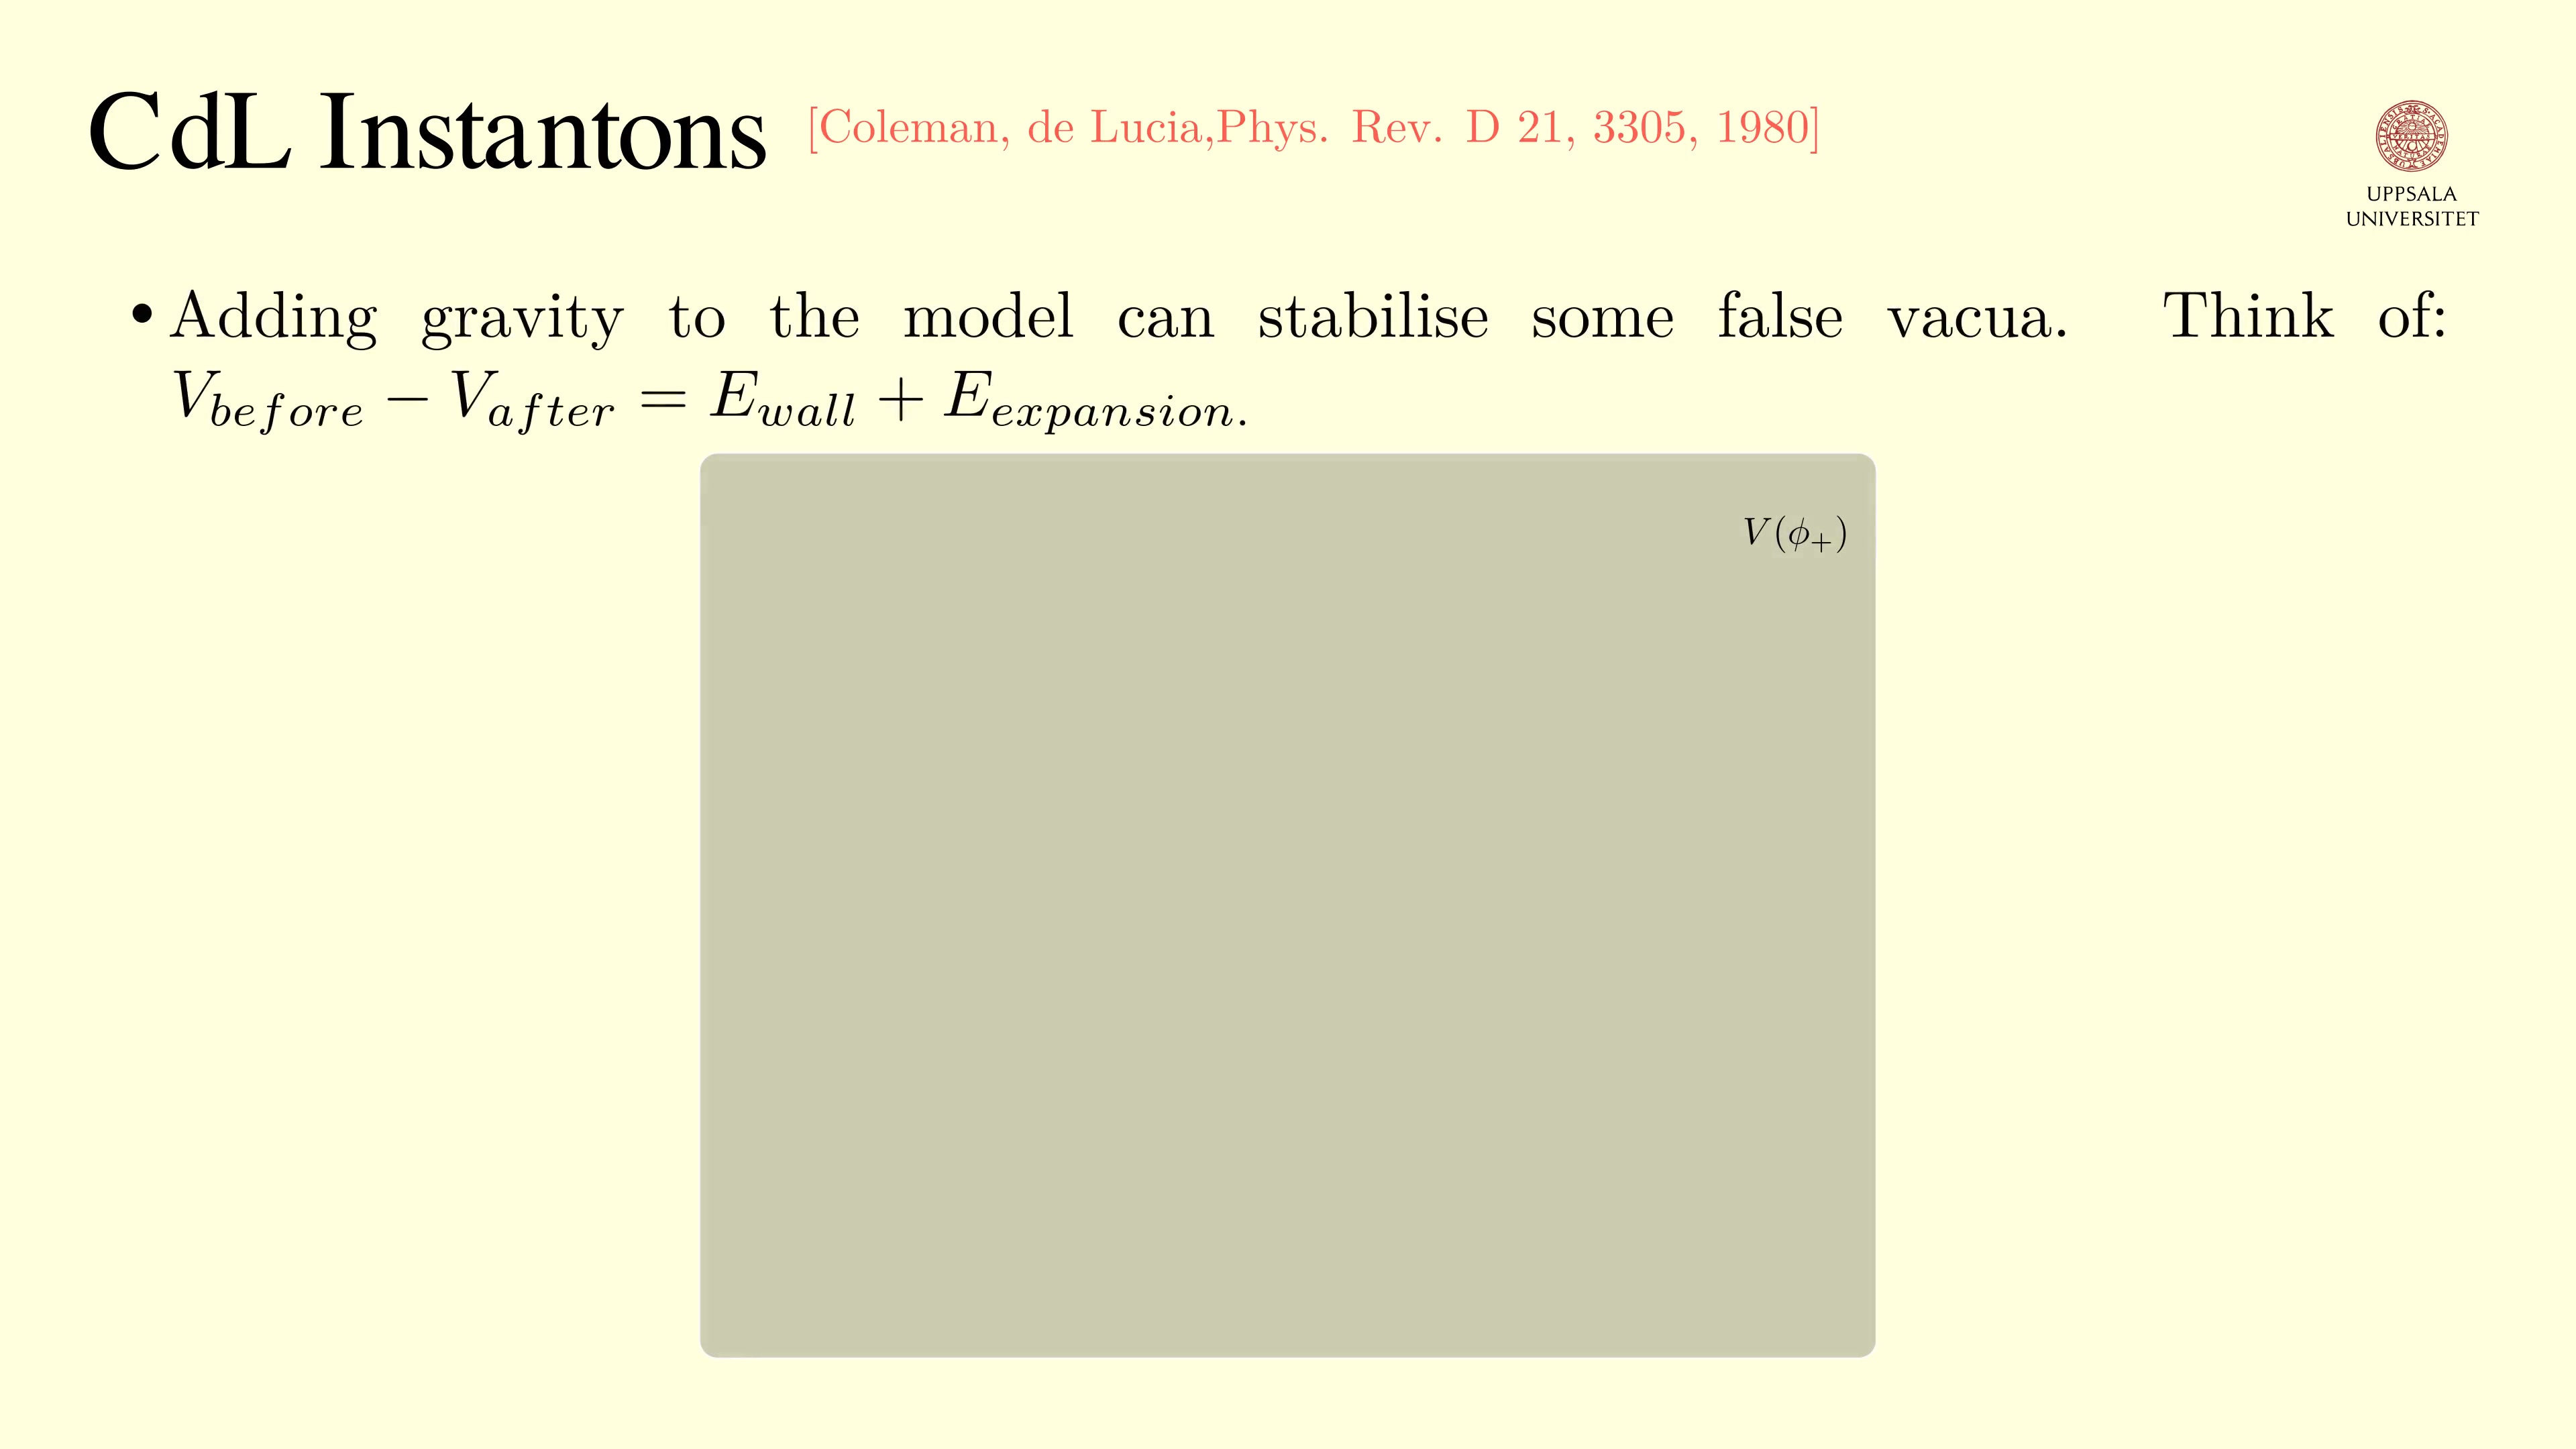 CdL Instantons [Coleman, de Lucia,Phys. Rev. D 21, 3305, 1980]
UPPSALA
UNIVERSITET
• Adding gravity to the model can stabilise some false vacua. Think of:
V_{before} − V_{after} = E_{wall} + E_{expansion}.
V(ϕ_+)